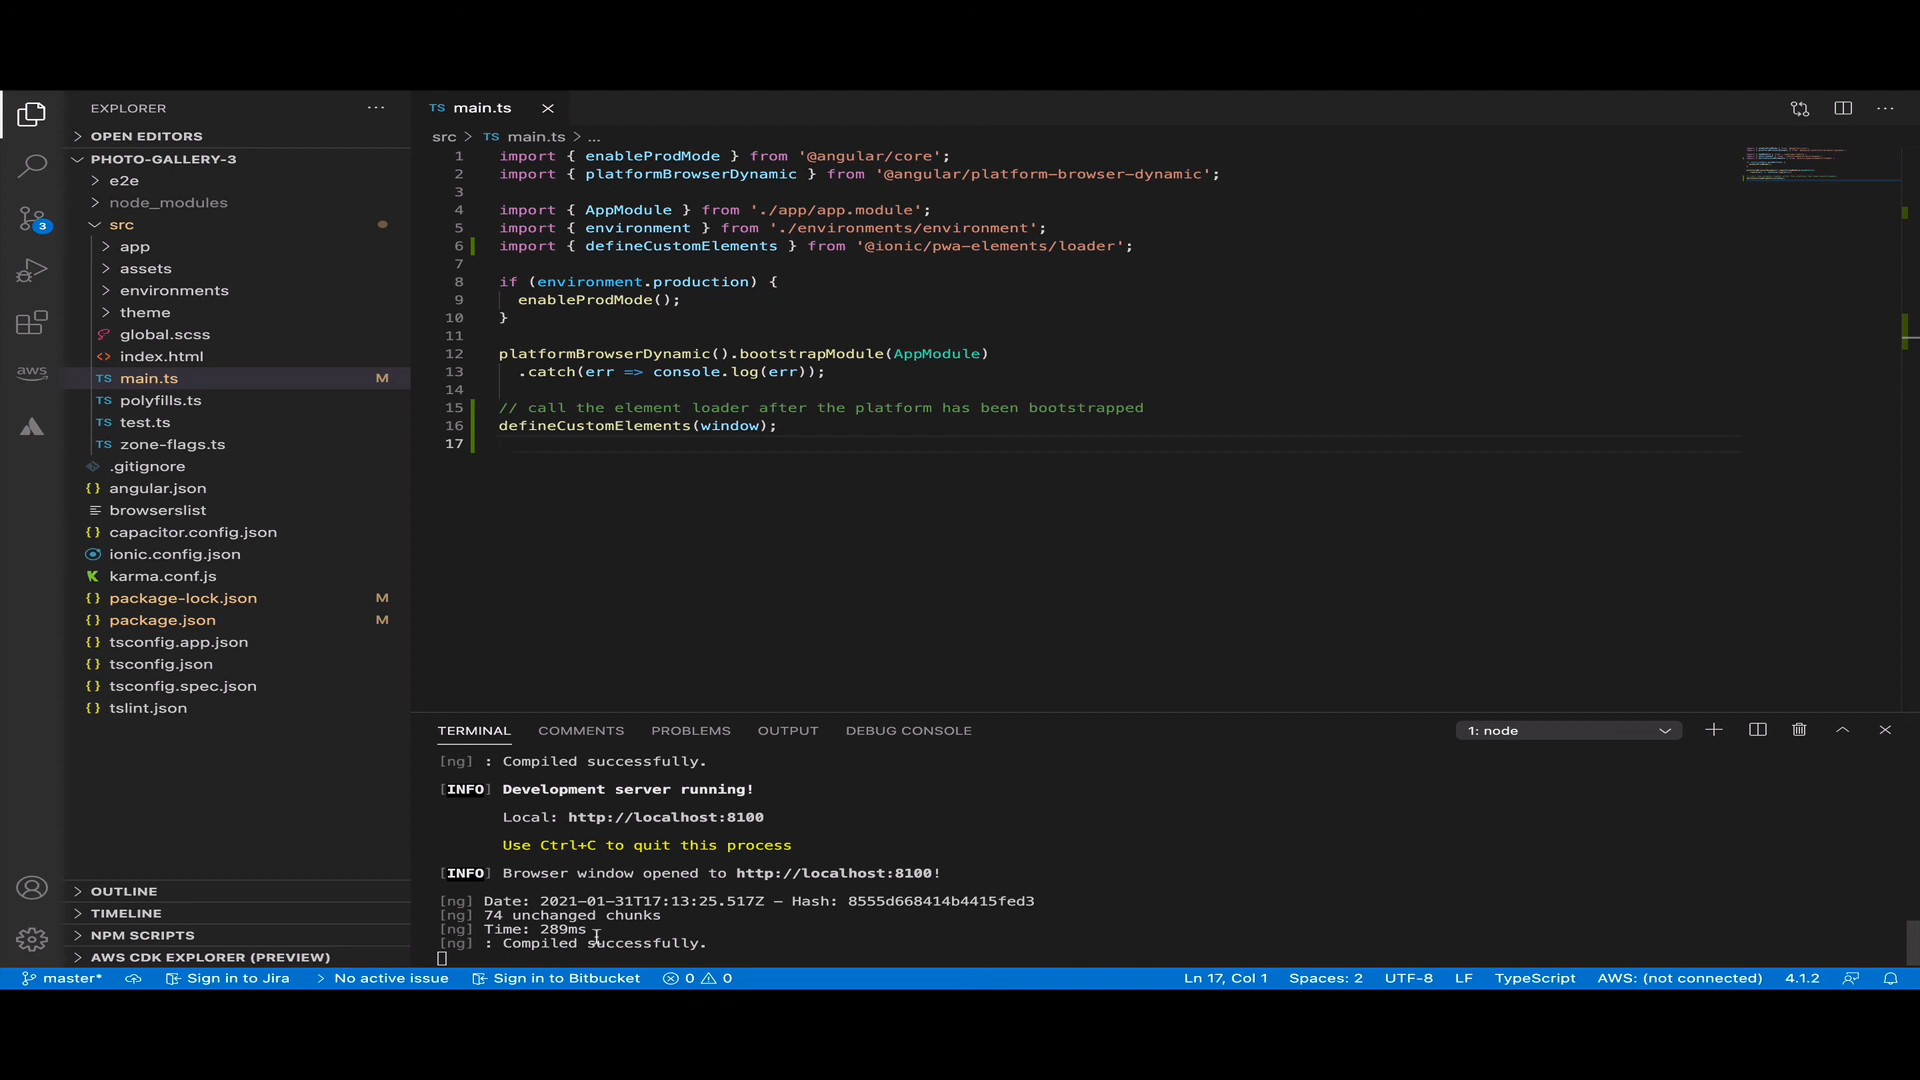 EXPLORER
OPEN EDITORS
PHOTO-GALLERY-3
e2e
node_modules
src
app
assets
environments
theme
global.scss
index.html
TS main.ts M
TS polyfills.ts
TS test.ts
TS zone-flags.ts
.gitignore
{} angular.json
browserslist
{} capacitor.config.json
ionic.config.json
karma.conf.js
{} package-lock.json M
{} package.json M
{} tsconfig.app.json
{} tsconfig.json
{} tsconfig.spec.json
{} tslint.json
OUTLINE
TIMELINE
NPM SCRIPTS
AWS CDK EXPLORER (PREVIEW)
3
aws
TS main.ts
src > TS main.ts > ...
1 import { enableProdMode } from '@angular/core';
2 import { platformBrowserDynamic } from '@angular/platform-browser-dynamic';
3
4 import { AppModule } from './app/app.module';
5 import { environment } from './environments/environment';
6 import { defineCustomElements } from '@ionic/pwa-elements/loader';
7
8 if (environment.production) {
9 enableProdMode();
10 }
11
12 platformBrowserDynamic().bootstrapModule(AppModule)
13 .catch(err => console.log(err));
14
15 // call the element loader after the platform has been bootstrapped
16 defineCustomElements(window);
17
TERMINAL COMMENTS PROBLEMS OUTPUT DEBUG CONSOLE 1: node
[ng] : Compiled successfully.
[INFO] Development server running!
Local: http://localhost:8100
Use Ctrl+C to quit this process
[INFO] Browser window opened to http://localhost:8100!
[ng] Date: 2021-01-31T17:13:25.517Z – Hash: 8555d668414b4415fed3
[ng] 74 unchanged chunks
[ng] Time: 289ms
[ng] : Compiled successfully.
master* Sign in to Jira No active issue Sign in to Bitbucket 0 0 Ln 17, Col 1 Spaces: 2 UTF-8 LF TypeScript AWS: (not connected) 4.1.2